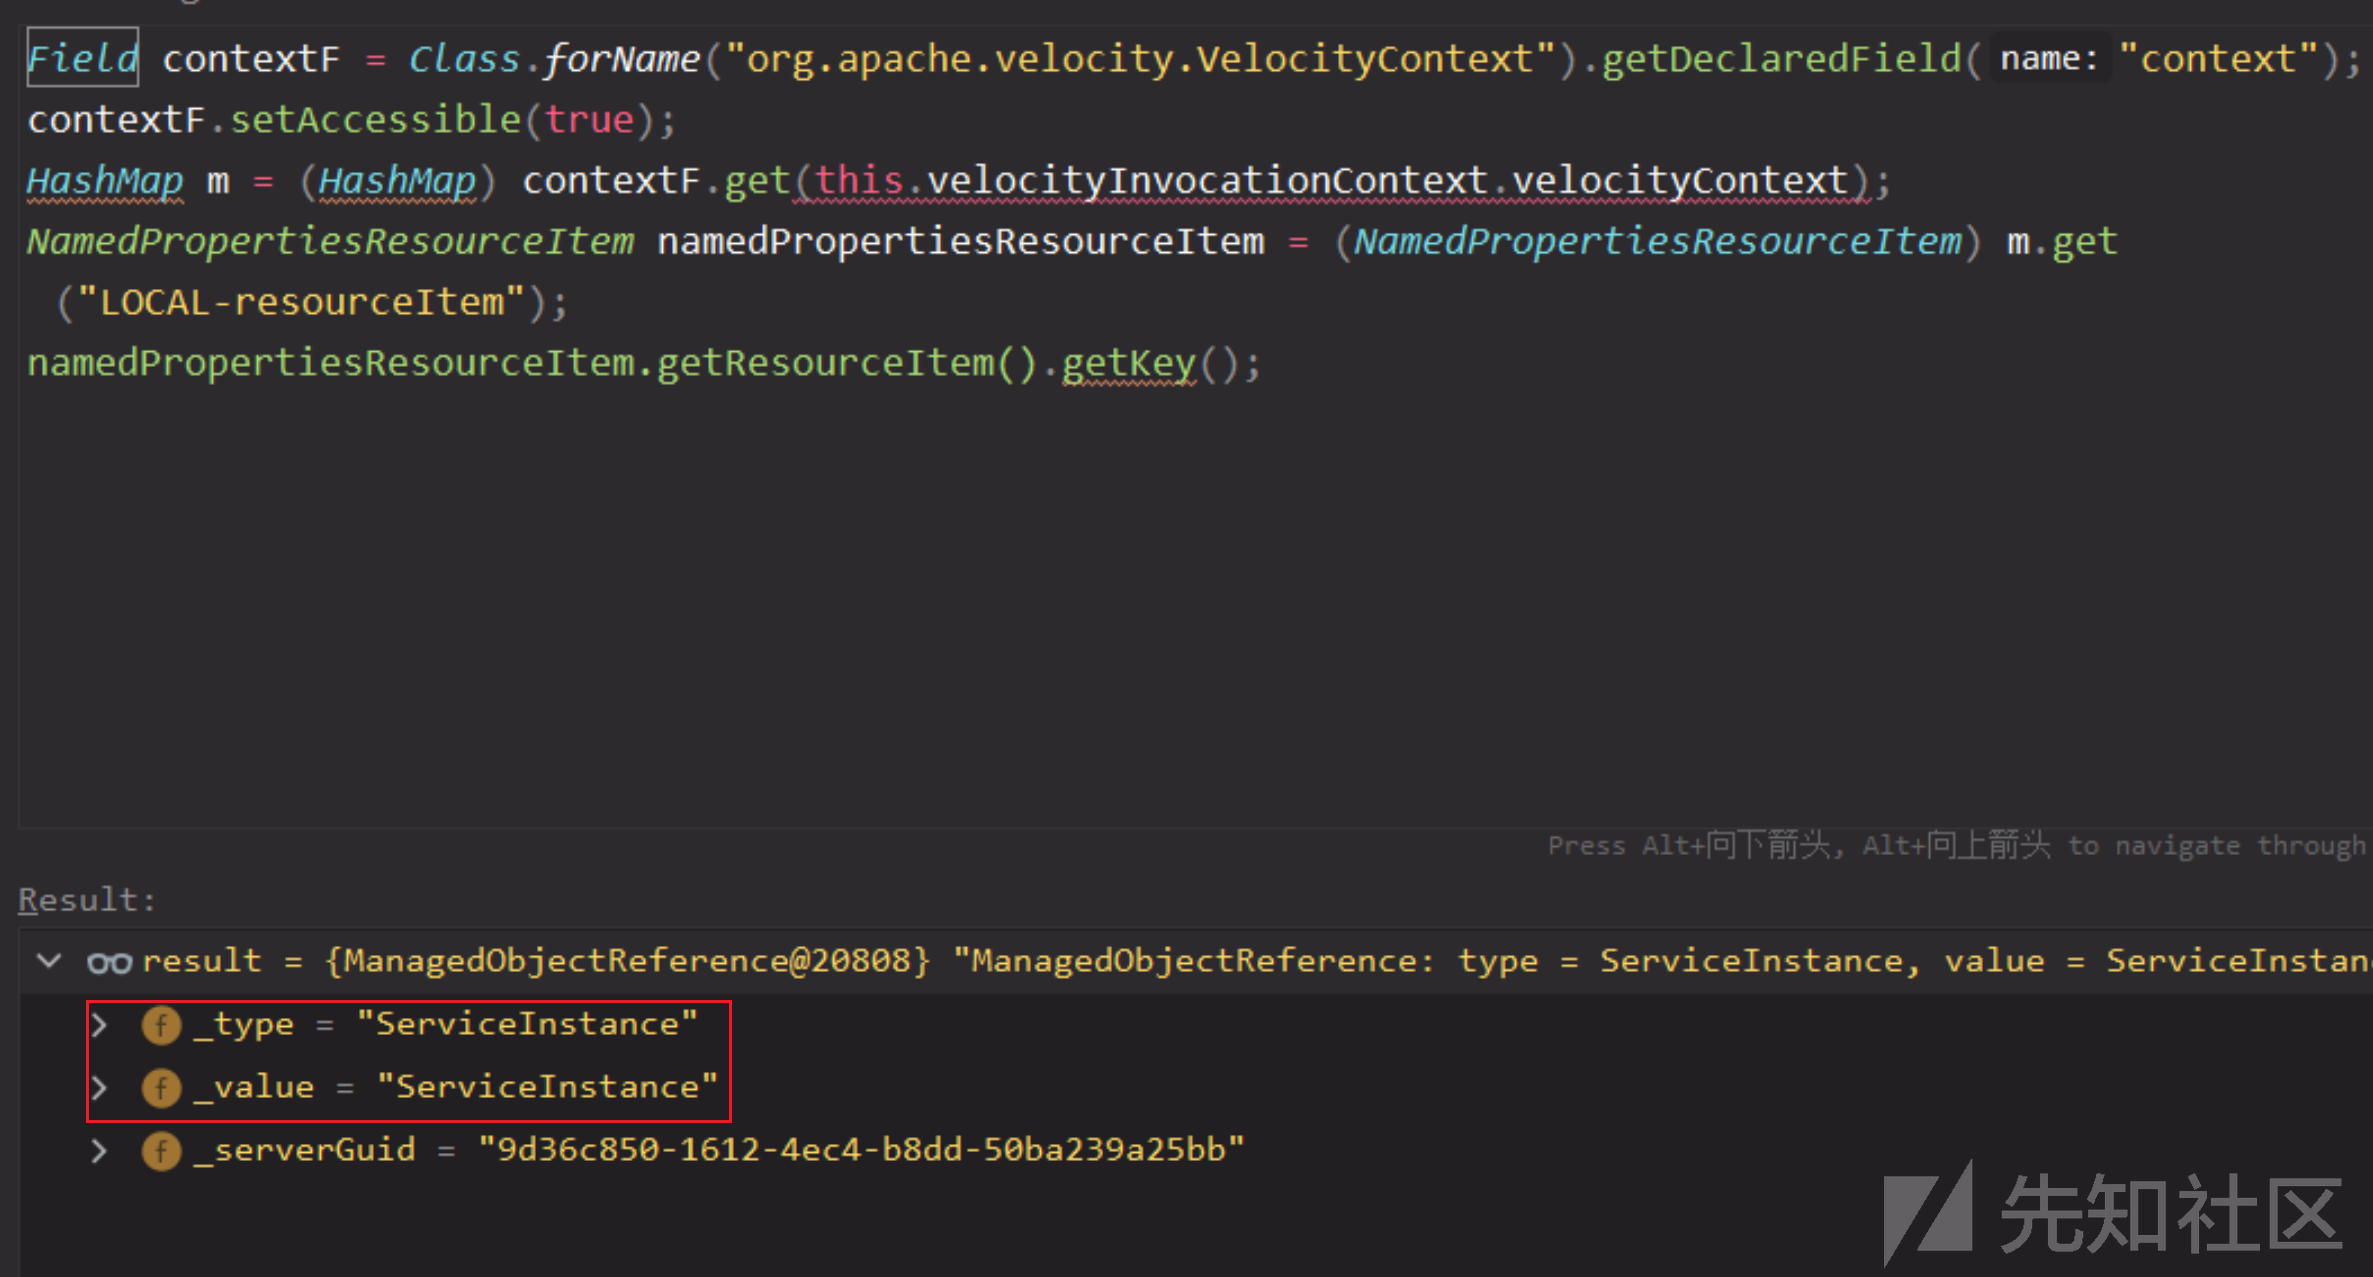 Field contextF = Class.forName("org.apache.velocity.VelocityContext").getDeclaredField( name: "context");
contextF.setAccessible(true);
HashMap m = (HashMap) contextF.get(this.velocityInvocationContext.velocityContext);
NamedPropertiesResourceItem namedPropertiesResourceItem = (NamedPropertiesResourceItem) m.get
("LOCAL-resourceItem");
namedPropertiesResourceItem.getResourceItem().getKey();
Press Alt+向下箭头, Alt+向上箭头 to navigate through
Result:
result = {ManagedObjectReference@20808} "ManagedObjectReference: type = ServiceInstance, value = ServiceInstan
f _type = "ServiceInstance"
f _value = "ServiceInstance"
f _serverGuid = "9d36c850-1612-4ec4-b8dd-50ba239a25bb"
先知社区